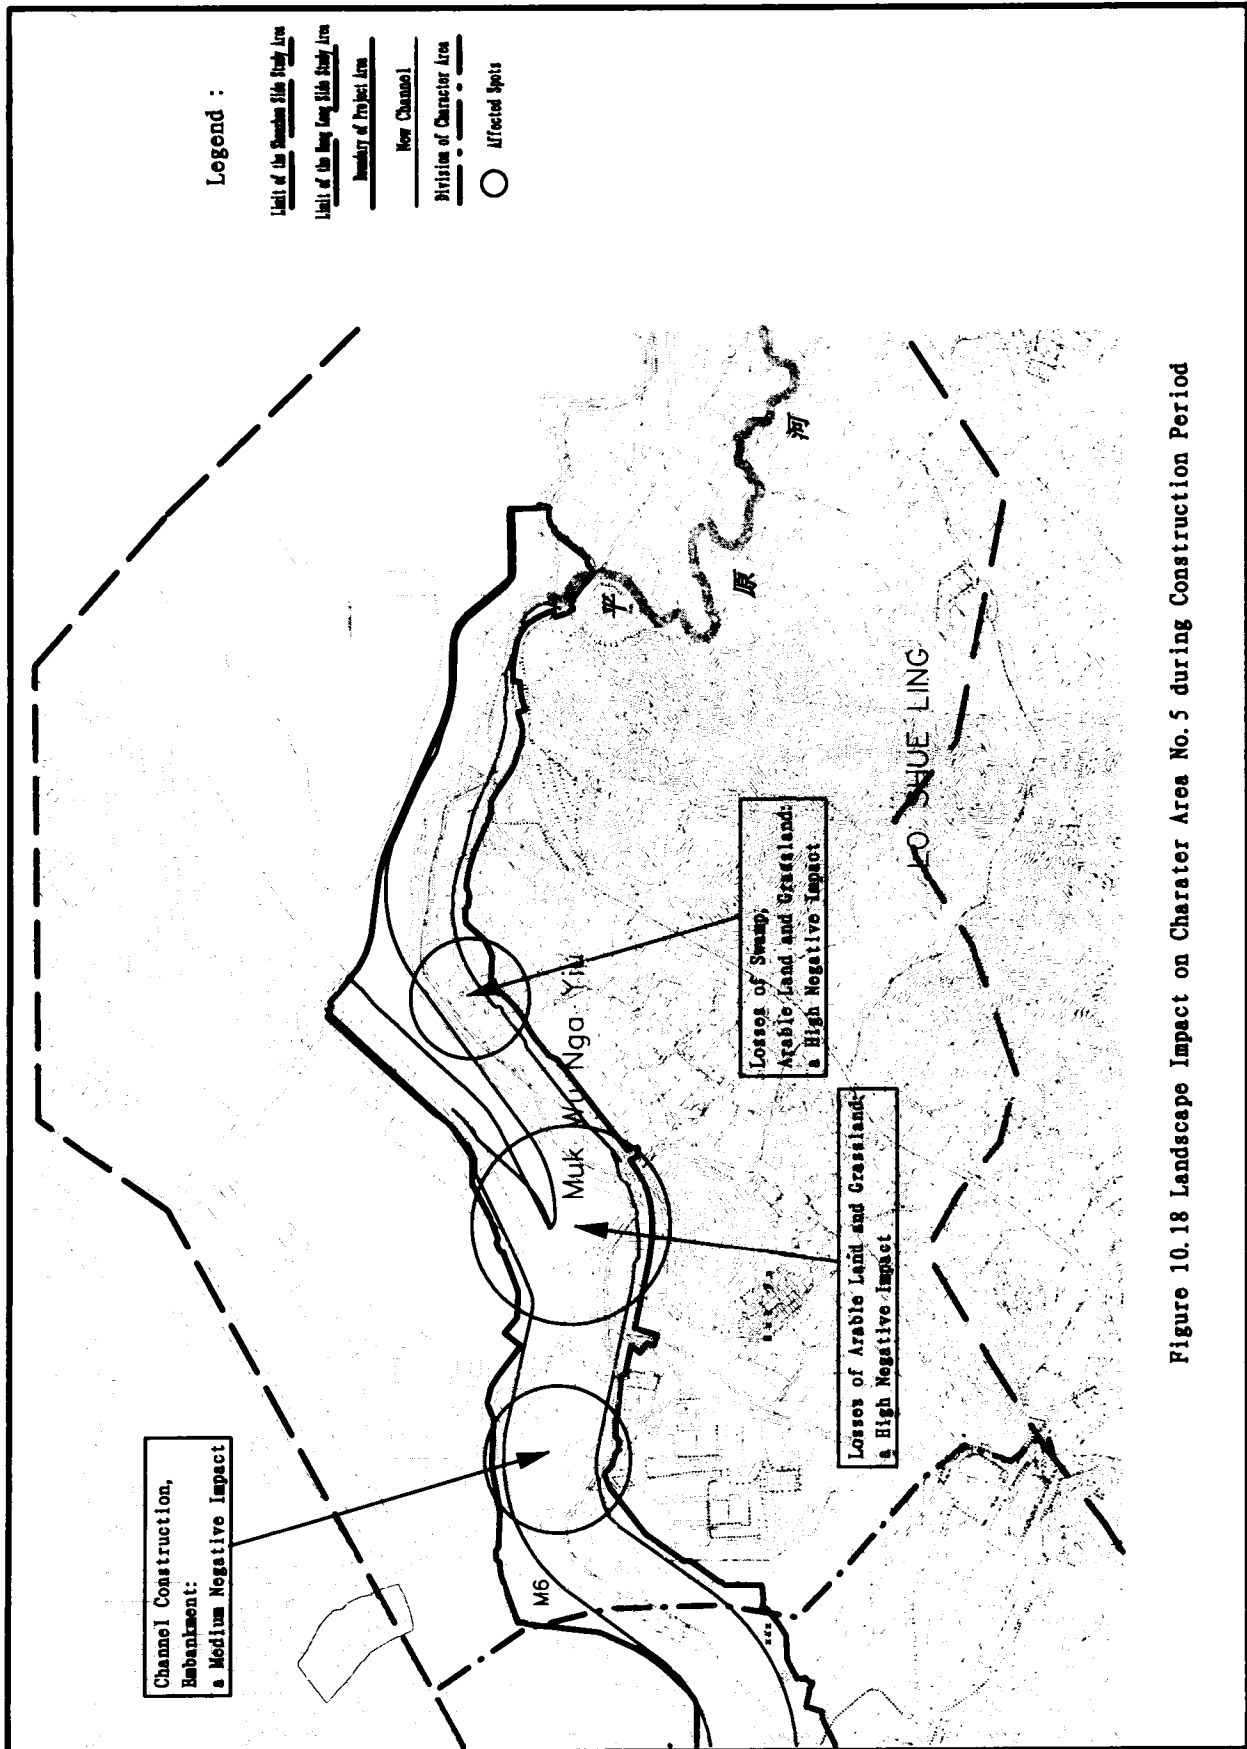 Legend :
Limit of the Shenzhen Side Study Area
Limit of the Hong Kong Side Study Area
Boundary of Project Area
New Channel
Division of Character Area
Affected Spots
Channel Construction,
Embankment:
a Medium Negative Impact
M6
Muk Wu Nga Yiu
Losses of Swamp,
Arable Land and Grassland:
a High Negative Impact
Losses of Arable Land and Grassland:
a High Negative Impact
平
原
河
LO SHUE LING
Figure 10.18 Landscape Impact on Charater Area No.5 during Construction Period